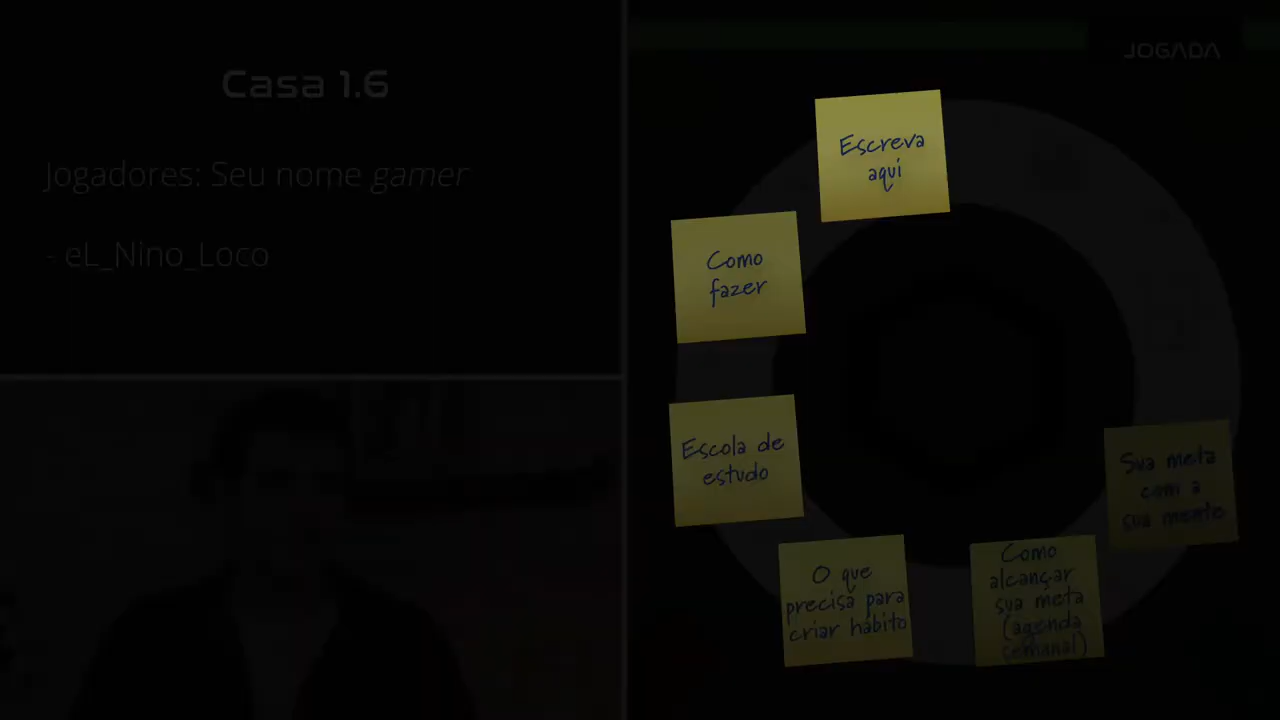 Casa 1.6
Jogadores: Seu nome gamer
- eL_Nino_Loco
JOGADA
Escreva
aqui
Como
fazer
Escola de
estudo
O que
precisa para
criar hábito
Como
alcançar
sua meta
(agenda
semanal)
Sua meta
com a
sua mente